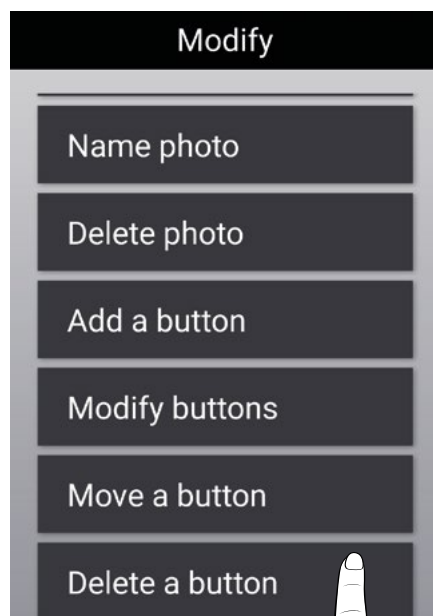 Modify
Name photo
Delete photo
Add a button
Modify buttons
Move a button
Delete a button